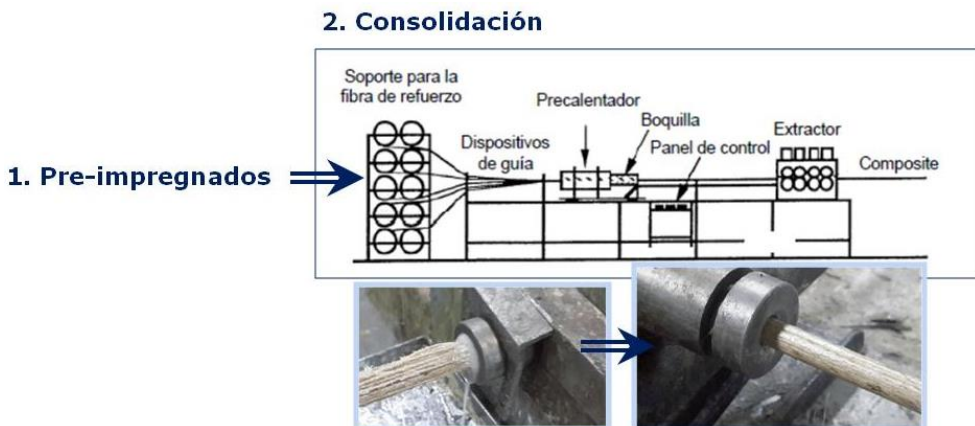 2. Consolidación
Soporte para la
fibra de refuerzo
Precalentador
Boquilla
Extractor
Dispositivos
de guía
Panel de control
Composite
1. Pre-impregnados